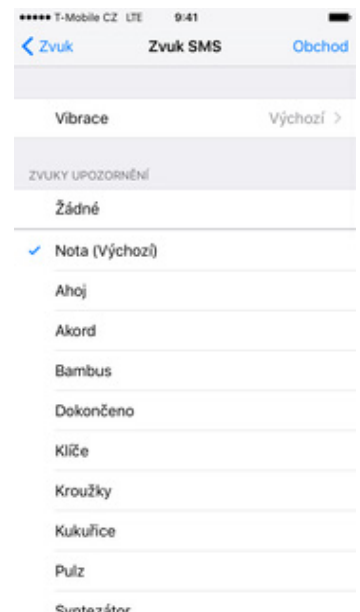 T-Mobile CZ LTE 9:41
Zvuk Zvuk SMS Obchod
Vibrace Výchozí
ZVUKY UPOZORNĚNÍ
Žádné
Nota (Výchozí)
Ahoj
Akord
Bambus
Dokončeno
Klíče
Kroužky
Kukuřice
Pulz
Syntezátor